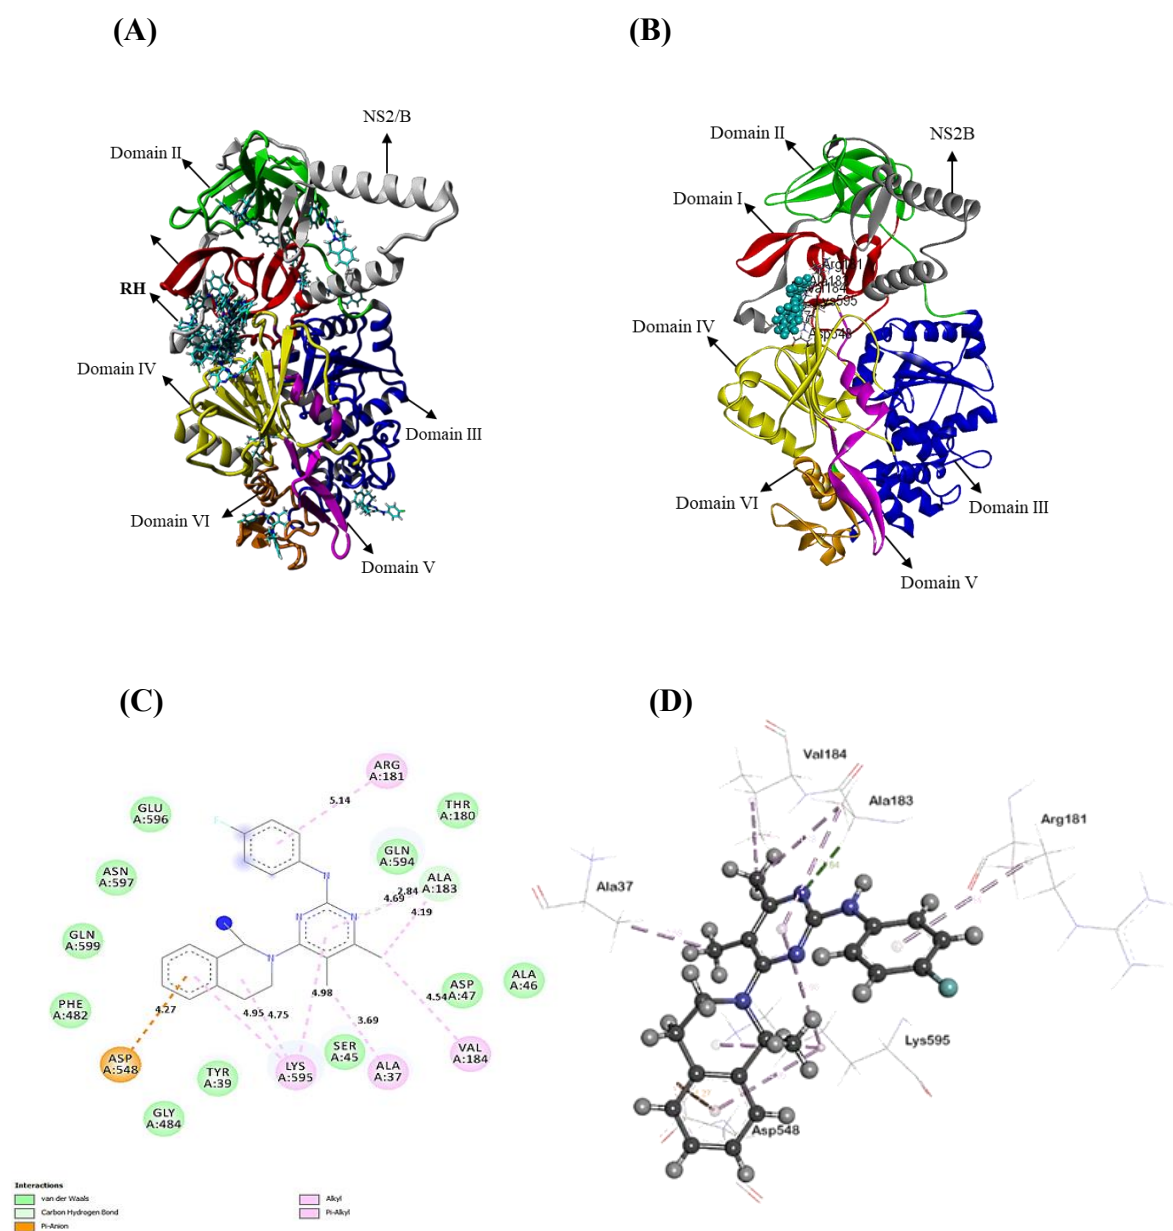 (A)
(B)
NS2/B
Domain II
RH
Domain IV
Domain III
Domain VI
Domain V
Domain II
NS2B
Domain I
Ala183
Val184
Lys595
Asp548
Domain IV
Domain VI
Domain III
Domain V
(C)
(D)
ARG
A:181
5.14
GLU
A:596
THR
A:180
GLN
A:594
ASN
A:597
ALA
A:183
2.84
4.69
4.19
GLN
A:599
PHE
A:482
ASP
A:47
ALA
A:46
4.54
4.98
4.27
4.95
4.75
3.69
SER
A:45
ASP
A:548
TYR
A:39
LYS
A:595
ALA
A:37
VAL
A:184
GLY
A:484
F
N
N
N
N
Interactions
van der Waals
Carbon Hydrogen Bond
Pi-Anion
Alkyl
Pi-Alkyl
Val184
Ala183
Arg181
Ala37
Lys595
Asp548